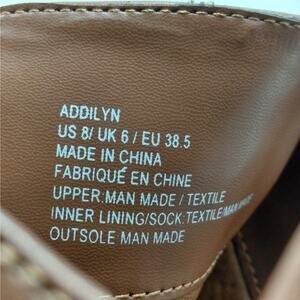 ADDILYN
US 8/ UK 6 / EU 38.5
MADE IN CHINA
FABRIQUÉ EN CHINE
UPPER:MAN MADE / TEXTILE
INNER LINING/SOCK:TEXTILE/MAN MADE
OUTSOLE MAN MADE